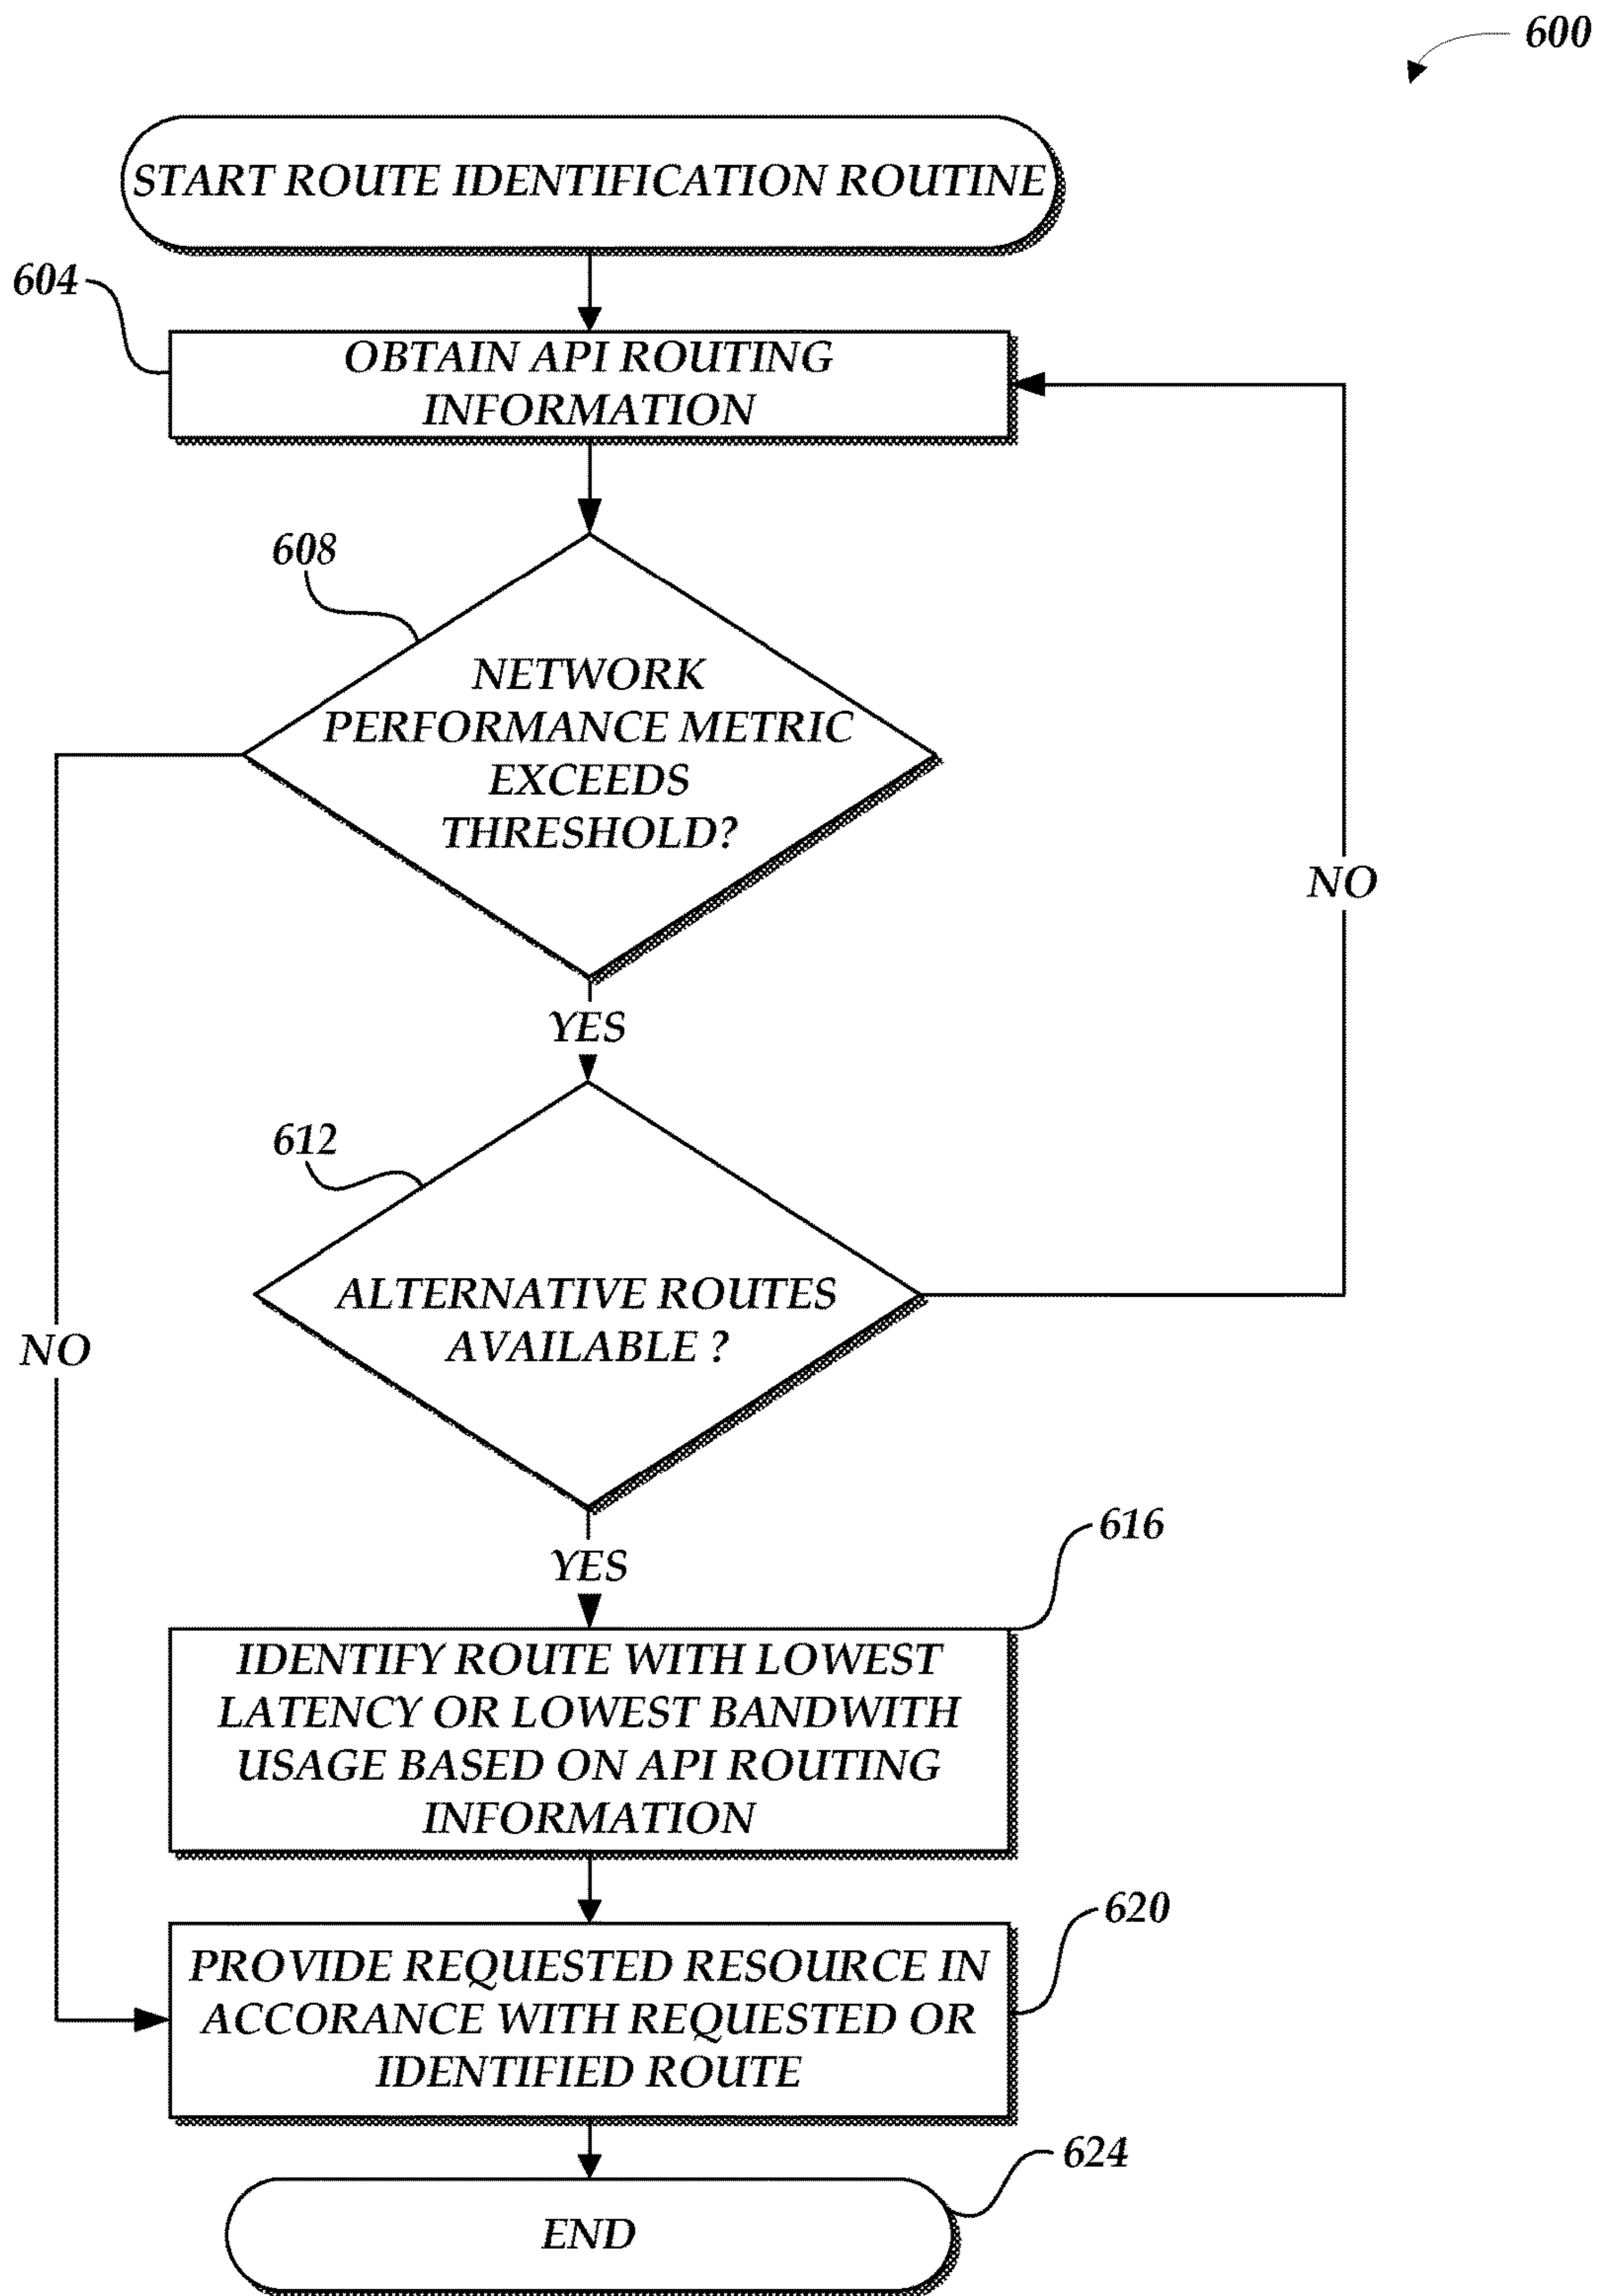 600
START ROUTE IDENTIFICATION ROUTINE
604
OBTAIN API ROUTING
INFORMATION
608
NETWORK
PERFORMANCE METRIC
EXCEEDS
THRESHOLD?
NO
YES
612
ALTERNATIVE ROUTES
AVAILABLE ?
NO
YES
616
IDENTIFY ROUTE WITH LOWEST
LATENCY OR LOWEST BANDWITH
USAGE BASED ON API ROUTING
INFORMATION
620
PROVIDE REQUESTED RESOURCE IN
ACCORANCE WITH REQUESTED OR
IDENTIFIED ROUTE
624
END